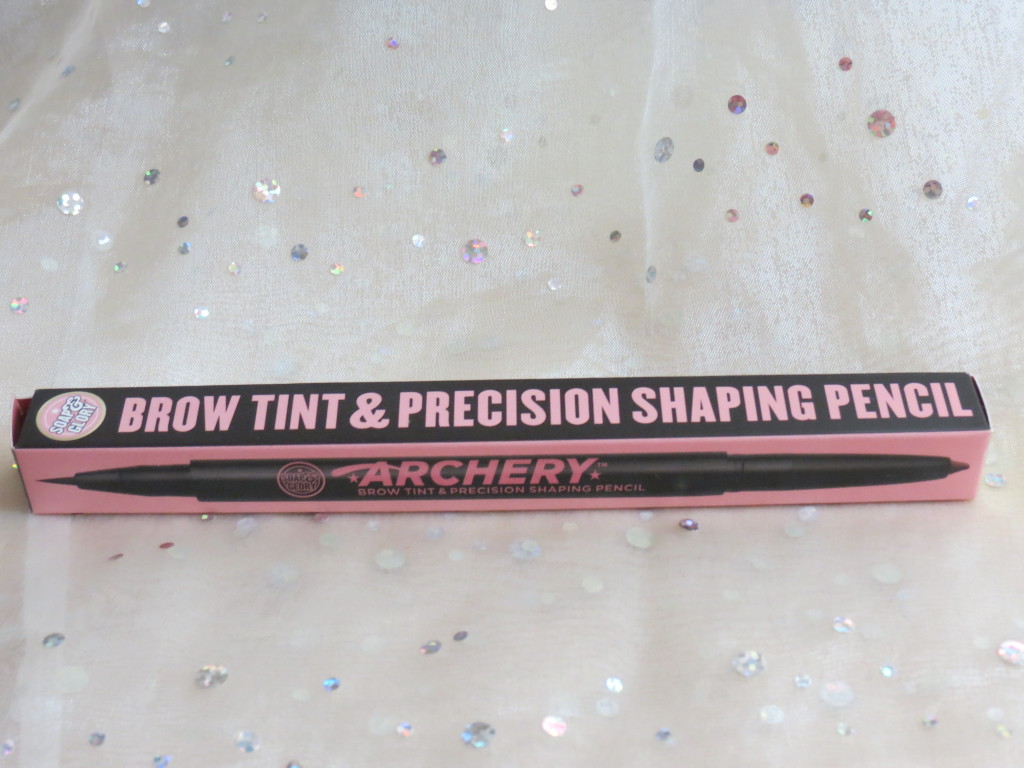 SOAP & GLORY
BROW TINT & PRECISION SHAPING PENCIL
SOAP & GLORY
ARCHERY™
BROW TINT & PRECISION SHAPING PENCIL